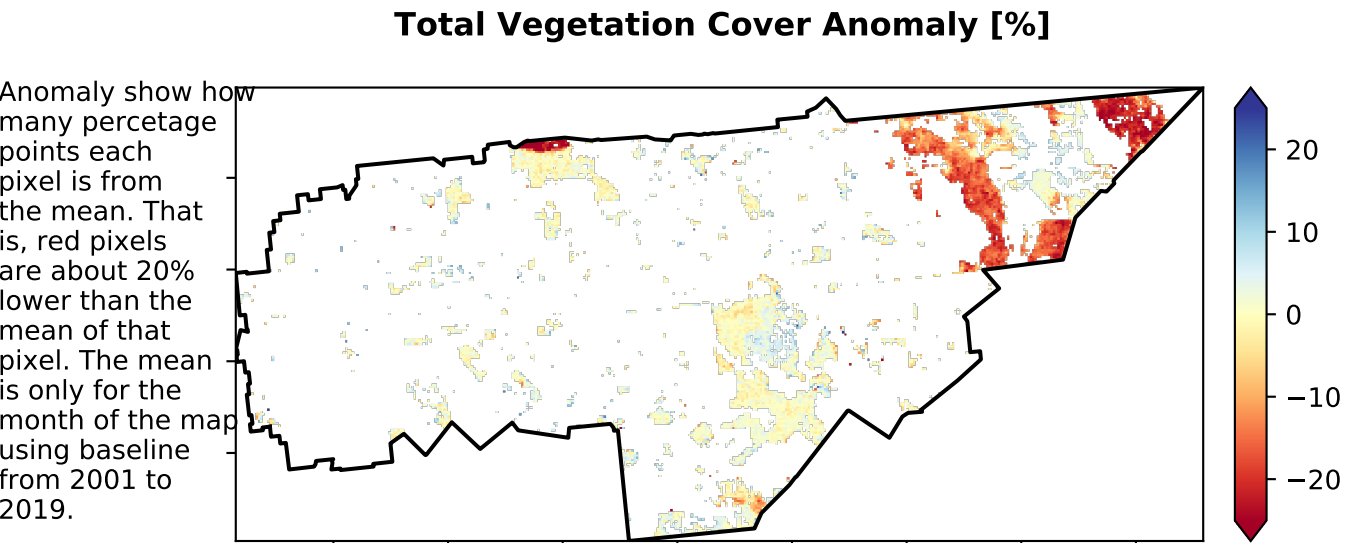 Total Vegetation Cover Anomaly [%]
Anomaly show how
many percetage
points each
pixel is from
the mean. That
is, red pixels
are about 20%
lower than the
mean of that
pixel. The mean
is only for the
month of the map
using baseline
from 2001 to
2019.
20
10
0
−10
−20